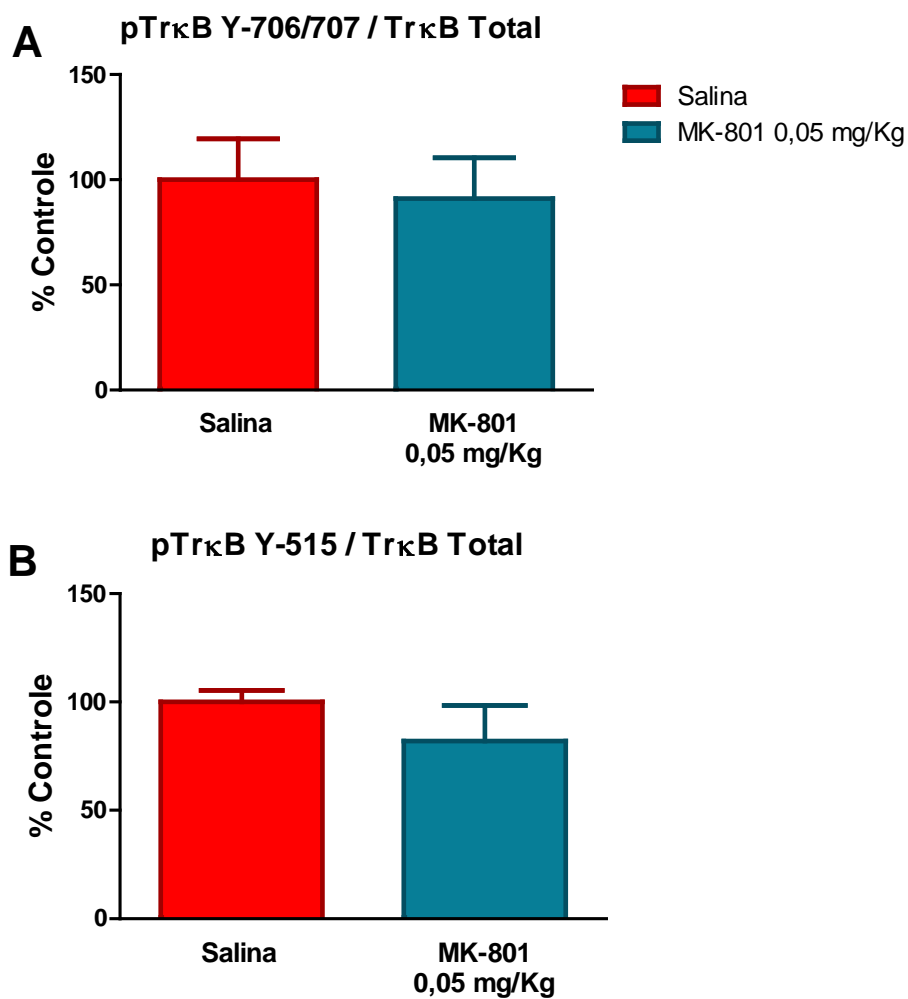 A
pTrκB Y-706/707 / TrκB Total
% Controle
150
100
50
0
Salina
MK-801
0,05 mg/Kg
Salina
MK-801 0,05 mg/Kg
B
pTrκB Y-515 / TrκB Total
% Controle
150
100
50
0
Salina
MK-801
0,05 mg/Kg